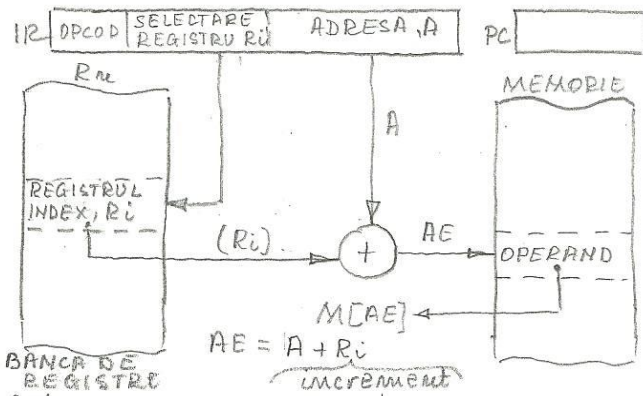 IR OPCOD SELECTARE REGISTRU Ri ADRESA, A PC
MEMORIE
A
REGISTRUL
INDEX, Ri
(Ri) + AE
OPERAND
M[AE]
AE = A + Ri
increment
BANCA DE
REGISTRE